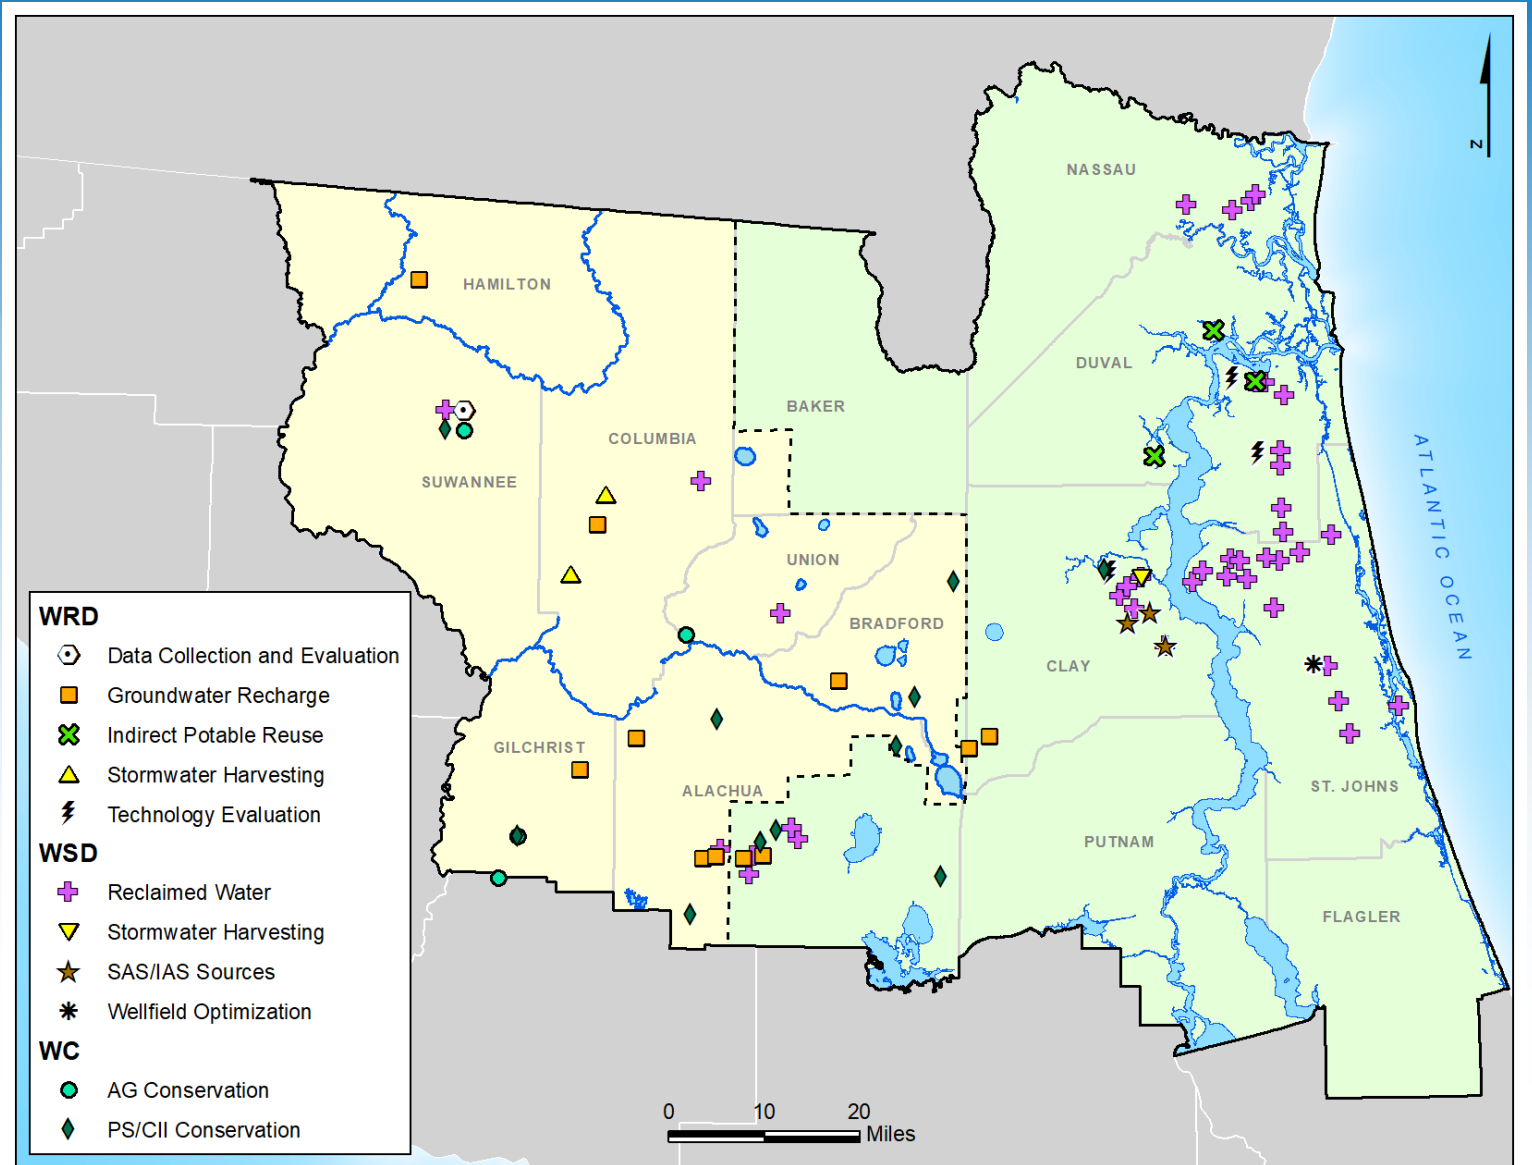 NASSAU
HAMILTON
DUVAL
BAKER
COLUMBIA
SUWANNEE
ATLANTIC OCEAN
UNION
BRADFORD
CLAY
GILCHRIST
ALACHUA
ST. JOHNS
PUTNAM
FLAGLER
N
WRD
Data Collection and Evaluation
Groundwater Recharge
Indirect Potable Reuse
Stormwater Harvesting
Technology Evaluation
WSD
Reclaimed Water
Stormwater Harvesting
SAS/IAS Sources
Wellfield Optimization
WC
AG Conservation
PS/CII Conservation
0 10 20
Miles